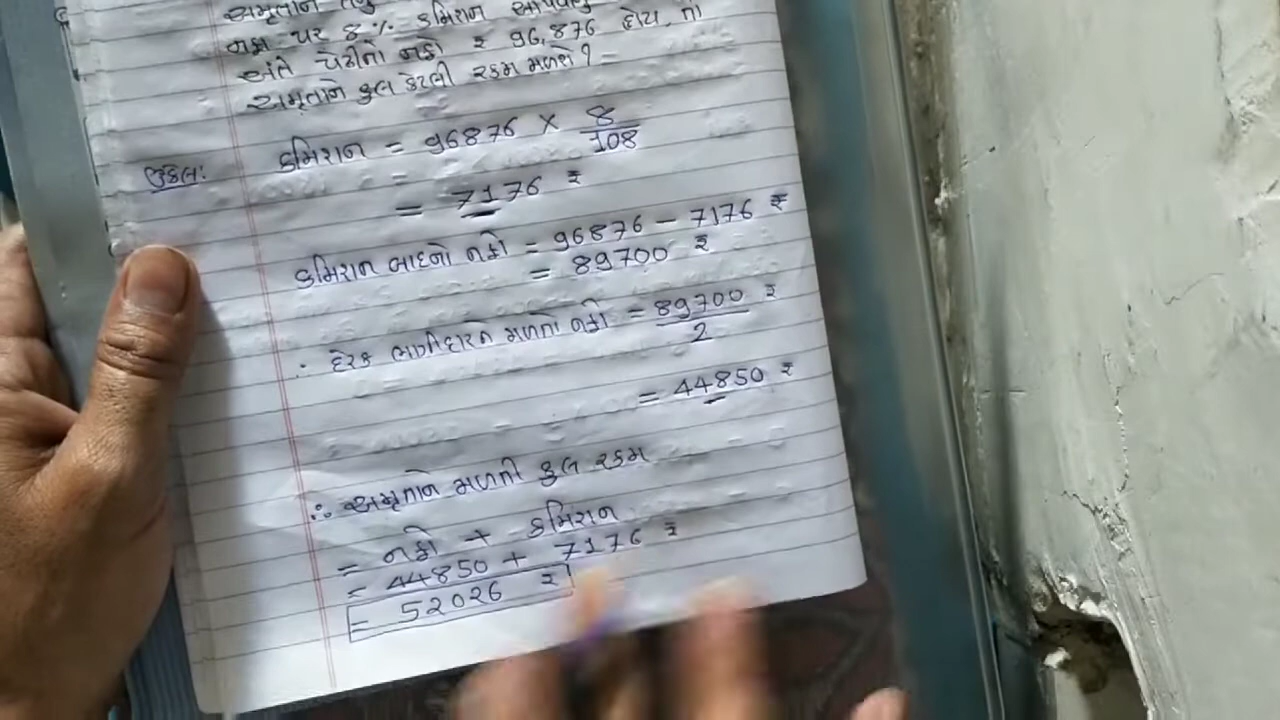 અમૃતાને
નફા પર 8% કમિશન આપવાનું
અંતે પેઢીનો નફો ₹ 96,876 હોય, તો
અમૃતાને કુલ કેટલી રકમ મળશે ?
ઉકેલ: કમિશન = 96876 × 8/108
= 7176 ₹
કમિશન બાદનો નફો = 96876 – 7176 ₹
= 89700 ₹
∴ દરેક ભાગીદારને મળતો નફો = 89700/2 ₹
= 44850 ₹
∴ અમૃતાને મળતી કુલ રકમ
= નફો + કમિશન
= 44850 + 7176 ₹
= 52026 ₹